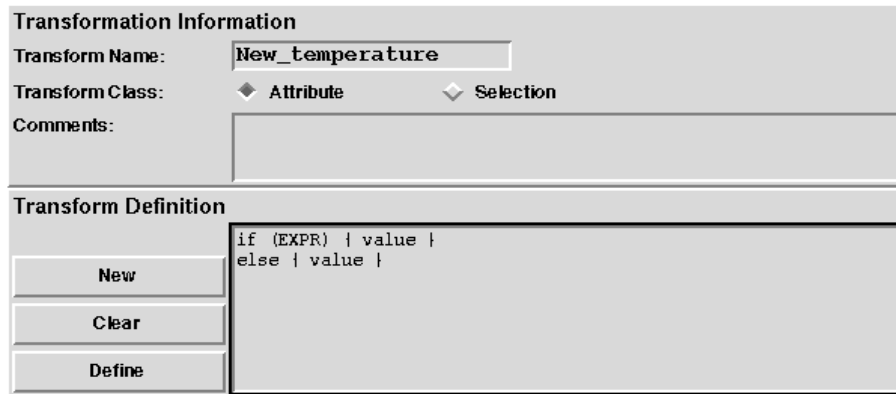 Transformation Information
Transform Name: New_temperature
Transform Class: Attribute Selection
Comments:
Transform Definition
if (EXPR) { value }
else { value }
New
Clear
Define